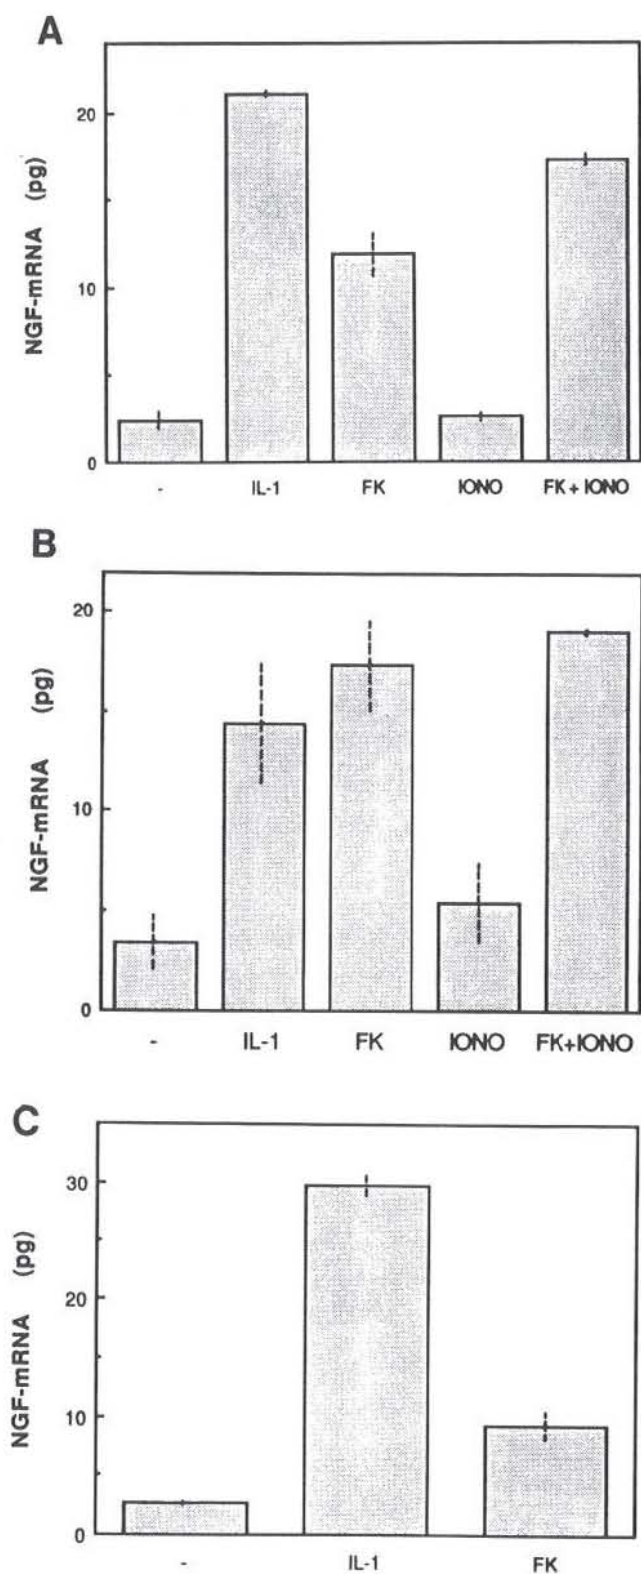 A
NGF-mRNA (pg)
20
10
0
- IL-1 FK IONO FK + IONO
B
NGF-mRNA (pg)
20
10
0
- IL-1 FK IONO FK+IONO
C
NGF-mRNA (pg)
30
20
10
0
- IL-1 FK